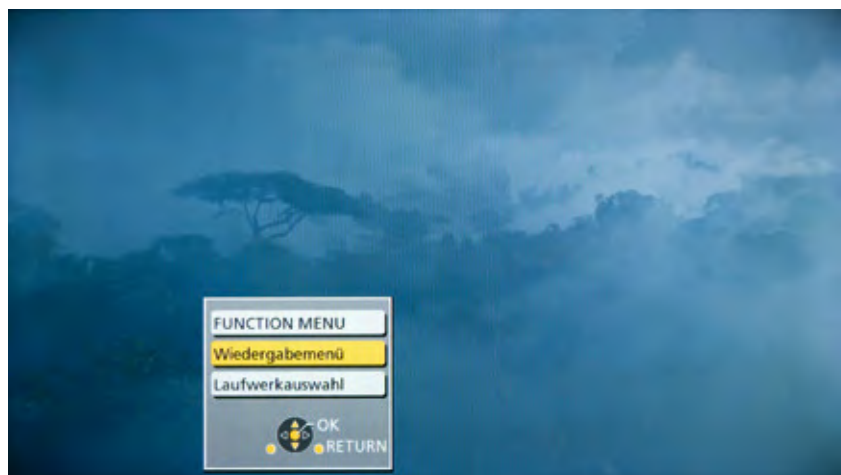 FUNCTION MENU
Wiedergabemenü
Laufwerkauswahl
OK
RETURN